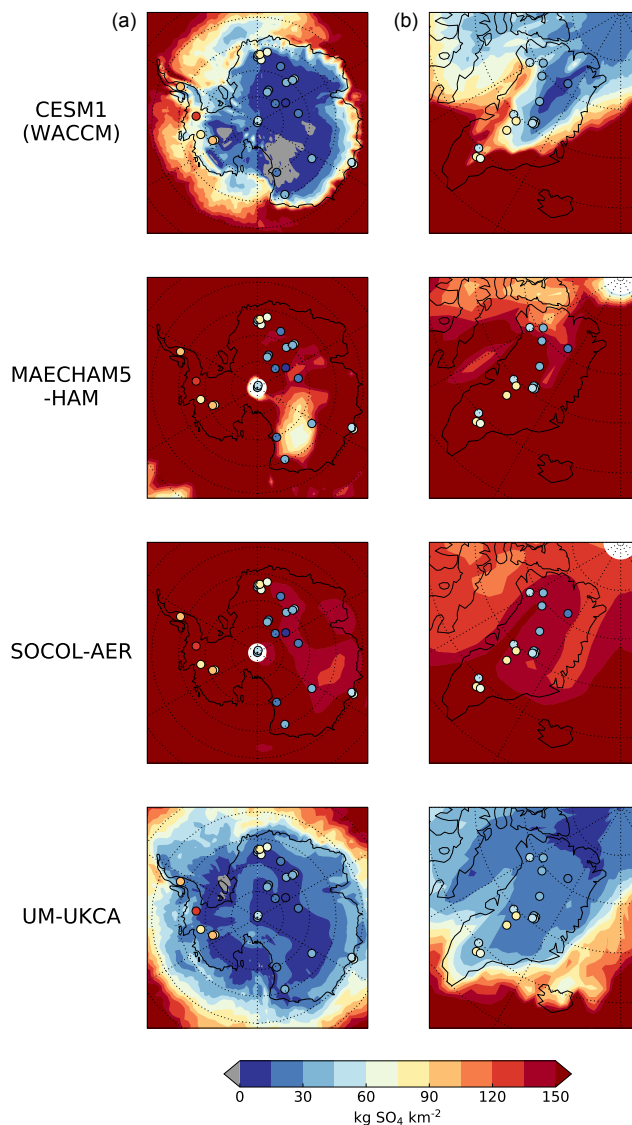 (a) (b)
CESM1
(WACCM)
MAECHAM5
-HAM
SOCOL-AER
UM-UKCA
0 30 60 90 120 150
kg SO₄ km⁻²